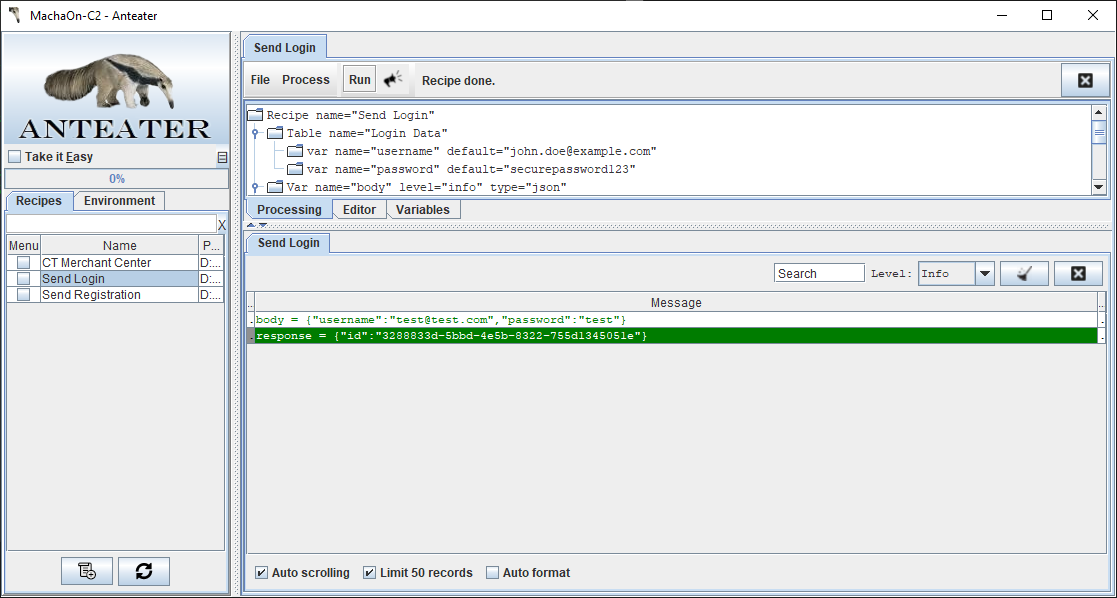 MachaOn-C2 - Anteater
ANTEATER
Take it Easy
0%
Recipes Environment
X
Menu Name P...
CT Merchant Center D:...
Send Login D:...
Send Registration D:...
Send Login
File Process Run Recipe done.
Recipe name="Send Login"
Table name="Login Data"
var name="username" default="john.doe@example.com"
var name="password" default="securepassword123"
Var name="body" level="info" type="json"
Processing Editor Variables
Send Login
Search Level: Info
.. Message ..
. body = {"username":"test@test.com","password":"test"} .
. response = {"id":"3288833d-5bbd-4e5b-8322-755d1345051e"} .
Auto scrolling Limit 50 records Auto format